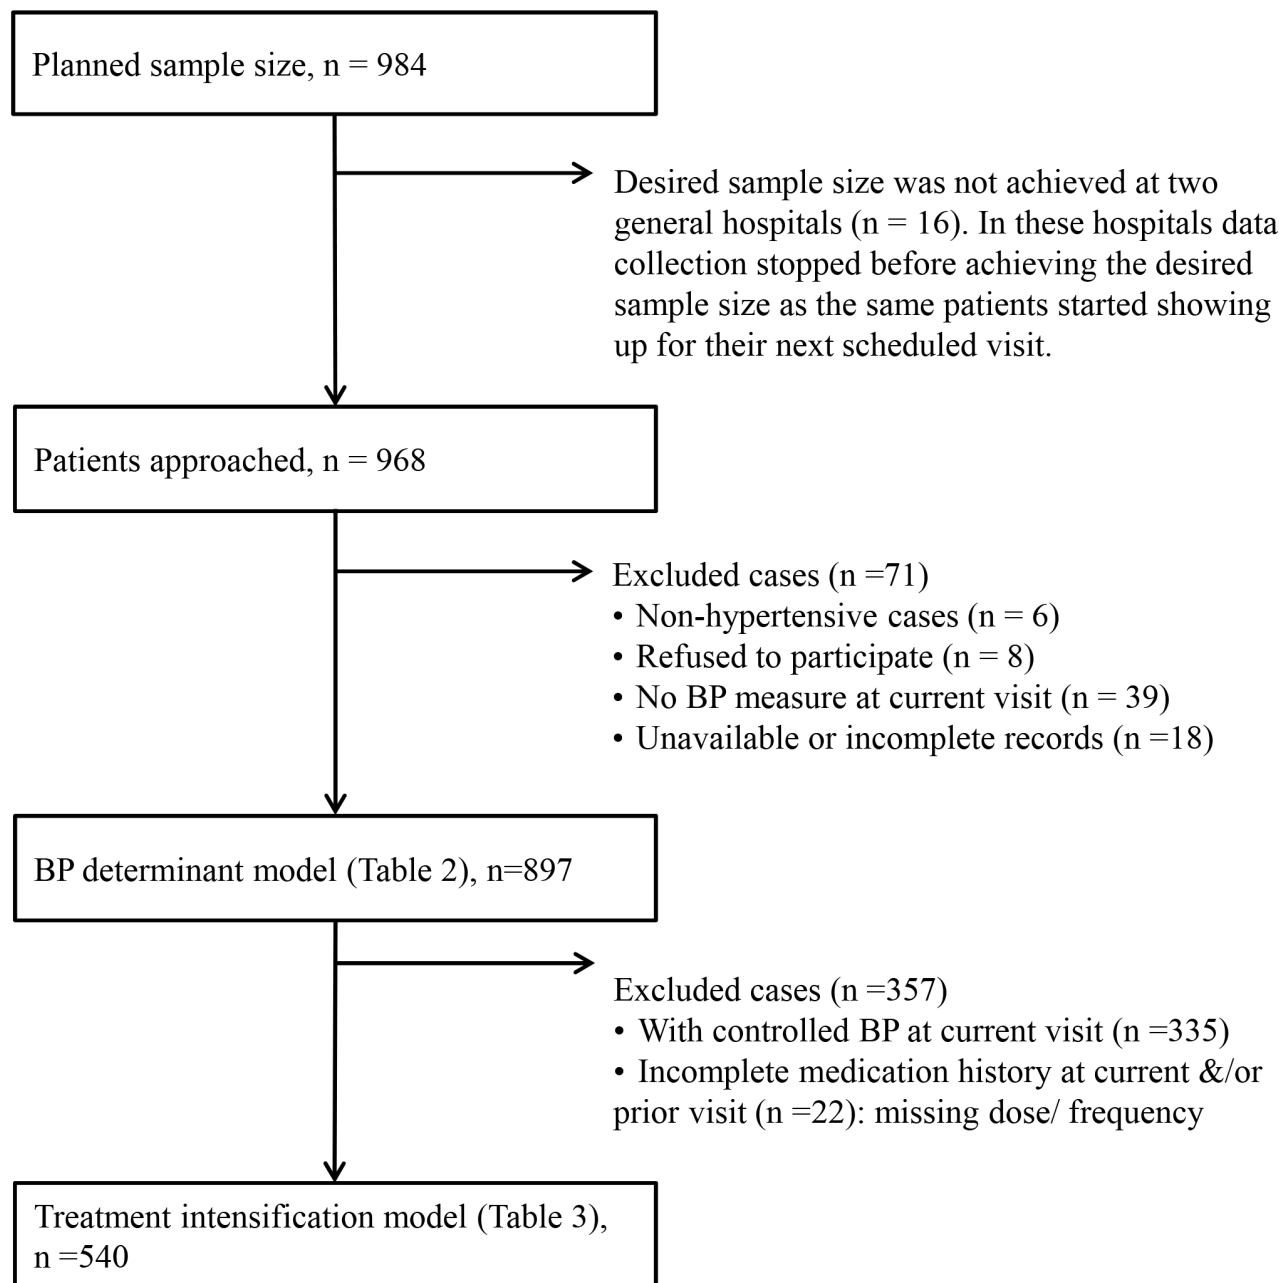 Planned sample size, n = 984
Desired sample size was not achieved at two
general hospitals (n = 16). In these hospitals data
collection stopped before achieving the desired
sample size as the same patients started showing
up for their next scheduled visit.
Patients approached, n = 968
Excluded cases (n =71)
• Non-hypertensive cases (n = 6)
• Refused to participate (n = 8)
• No BP measure at current visit (n = 39)
• Unavailable or incomplete records (n =18)
BP determinant model (Table 2), n=897
Excluded cases (n =357)
• With controlled BP at current visit (n =335)
• Incomplete medication history at current &/or
prior visit (n =22): missing dose/ frequency
Treatment intensification model (Table 3),
n =540